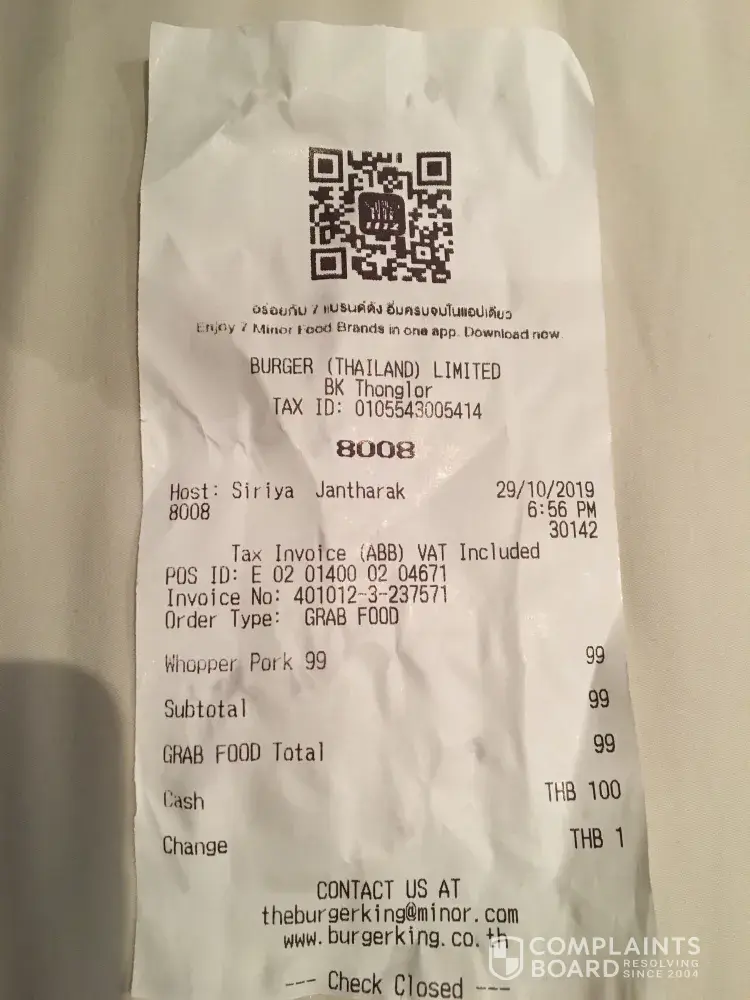 อร่อยกับ 7 แบรนด์ดัง อิ่มครบจบในแอปเดียว
Enjoy 7 Minor Food Brands in one app. Download now.
BURGER (THAILAND) LIMITED
BK Thonglor
TAX ID: 0105543005414
8008
Host: Siriya Jantharak 29/10/2019
8008 6:56 PM
30142
Tax Invoice (ABB) VAT Included
POS ID: E 02 01400 02 04671
Invoice No: 401012-3-237571
Order Type: GRAB FOOD
Whopper Pork 99 99
Subtotal 99
GRAB FOOD Total 99
Cash THB 100
Change THB 1
CONTACT US AT
theburgerking@minor.com
www.burgerking.co.th
--- Check Closed ---
COMPLAINTS
BOARD RESOLVING SINCE 2004